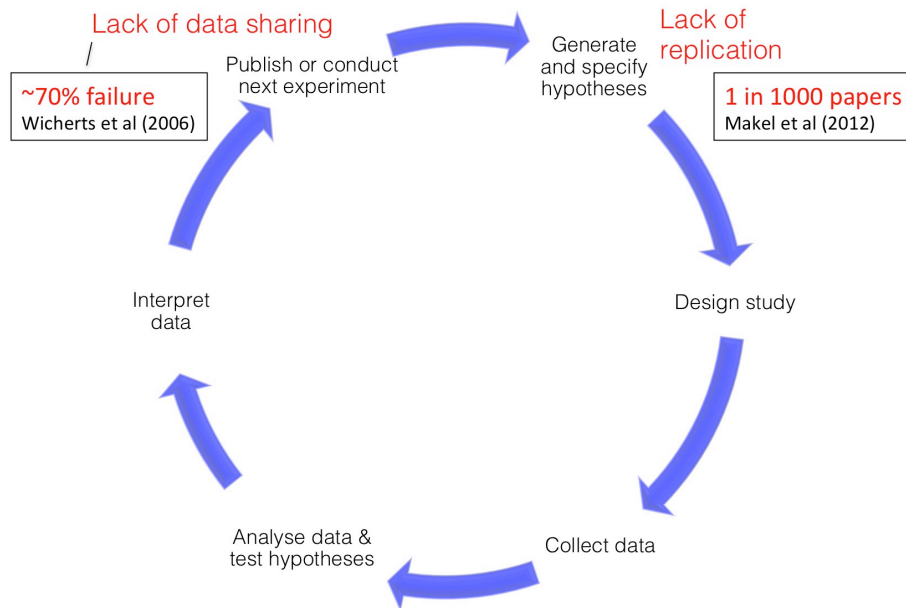 Lack of data sharing
~70% failure
Wicherts et al (2006)
Publish or conduct
next experiment
Generate
and specify
hypotheses
Lack of
replication
1 in 1000 papers
Makel et al (2012)
Design study
Collect data
Analyse data &
test hypotheses
Interpret
data